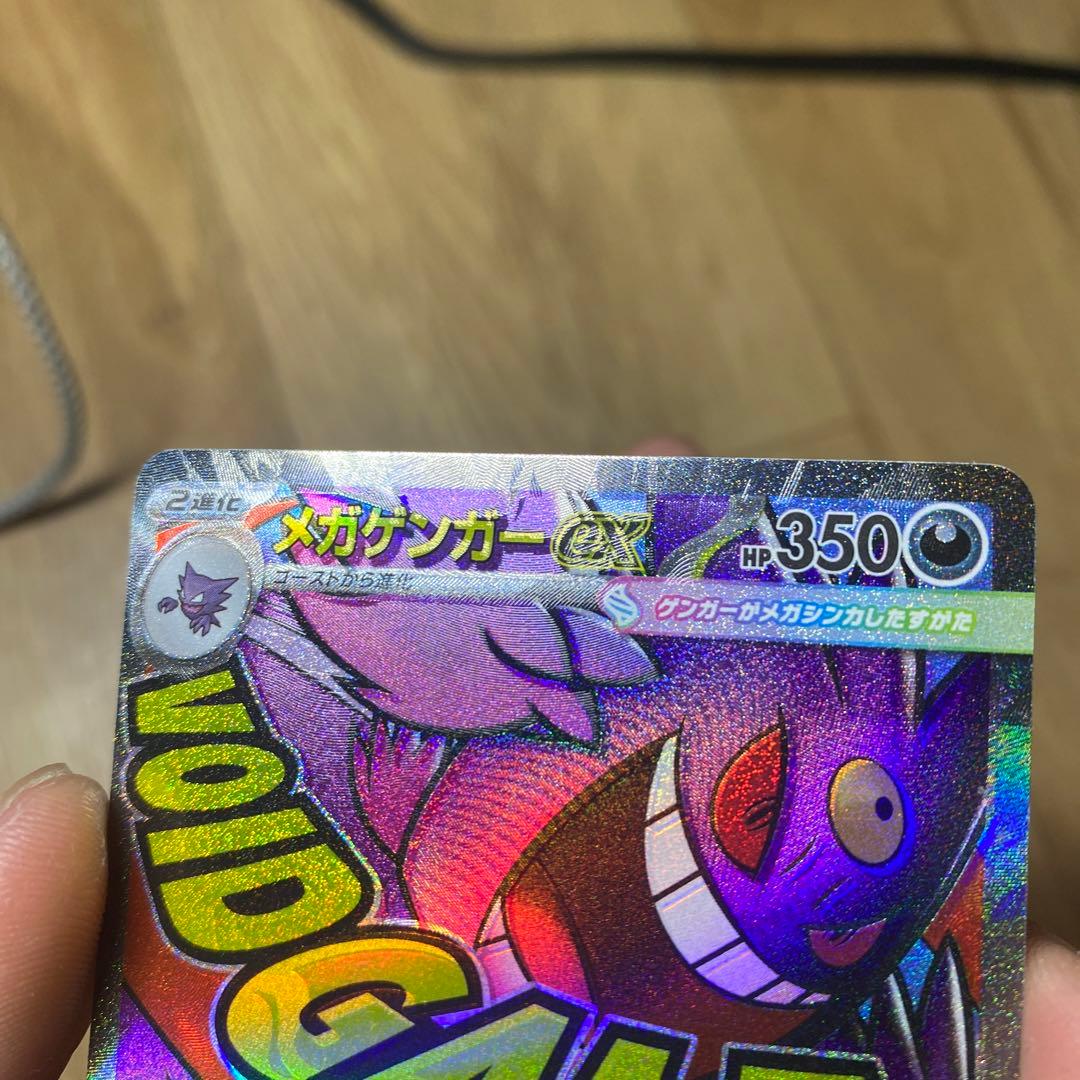 2進化
メガゲンガーex
HP350
ゴーストから進化
ゲンガーがメガシンカしたすがた
VOID